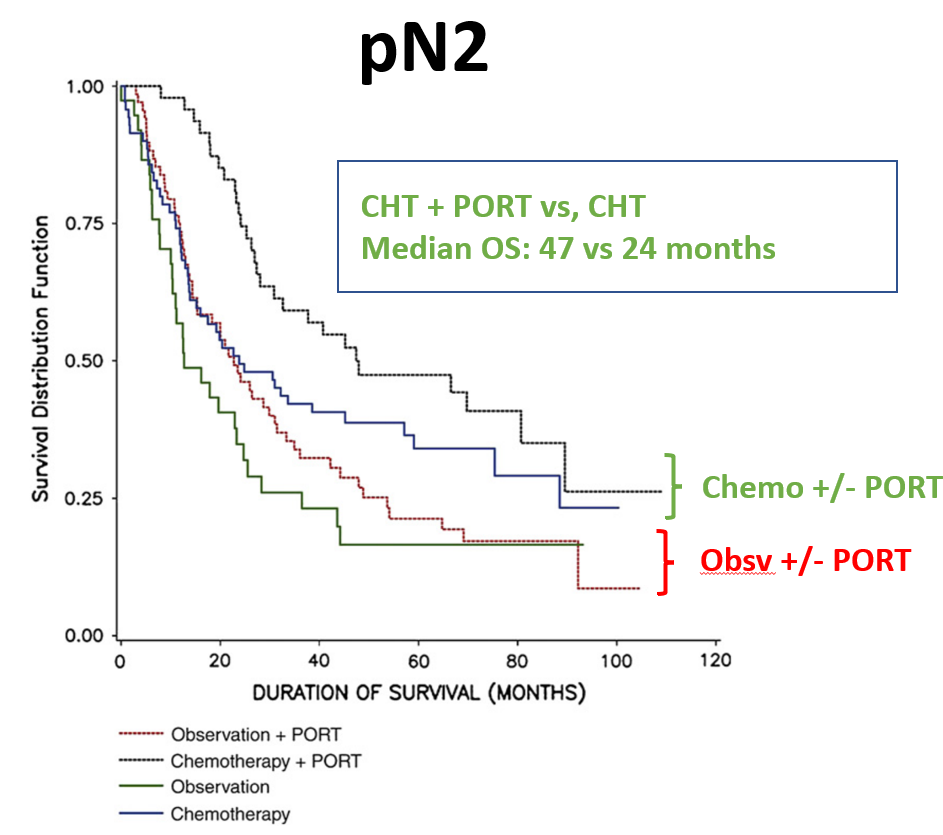 pN2
1.00
0.75
0.50
0.25
0.00
Survival Distribution Function
CHT + PORT vs, CHT
Median OS: 47 vs 24 months
Chemo +/- PORT
Obsv +/- PORT
0 20 40 60 80 100 120
DURATION OF SURVIVAL (MONTHS)
Observation + PORT
Chemotherapy + PORT
Observation
Chemotherapy